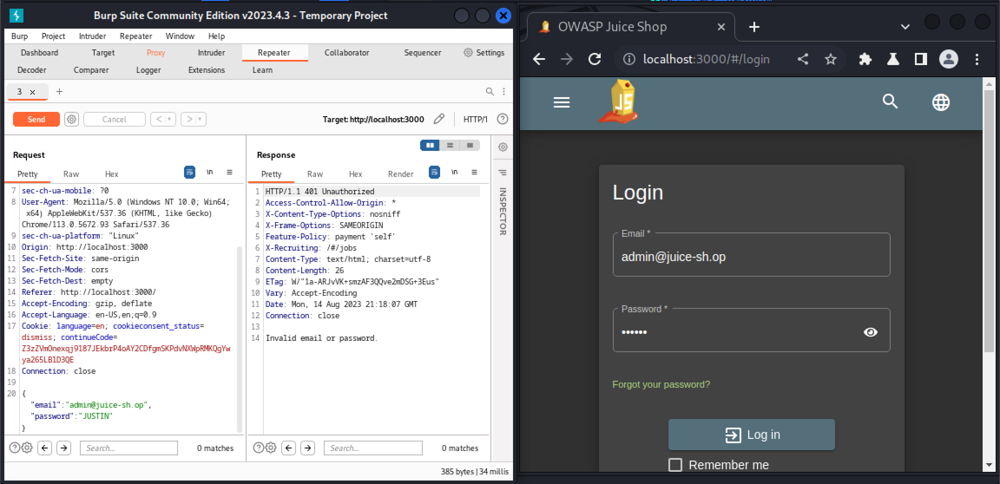 Burp Suite Community Edition v2023.4.3 - Temporary Project
Burp Project Intruder Repeater Window Help
Dashboard Target Proxy Intruder Repeater Collaborator Sequencer Settings
Decoder Comparer Logger Extensions Learn
3 x +
Send Cancel < > Target: http://localhost:3000 HTTP/1 ?
Request
Pretty Raw Hex \n
7 sec-ch-ua-mobile: ?0
8 User-Agent: Mozilla/5.0 (Windows NT 10.0; Win64;
x64) AppleWebKit/537.36 (KHTML, like Gecko)
Chrome/113.0.5672.93 Safari/537.36
9 sec-ch-ua-platform: "Linux"
10 Origin: http://localhost:3000
11 Sec-Fetch-Site: same-origin
12 Sec-Fetch-Mode: cors
13 Sec-Fetch-Dest: empty
14 Referer: http://localhost:3000/
15 Accept-Encoding: gzip, deflate
16 Accept-Language: en-US,en;q=0.9
17 Cookie: language=en; cookieconsent_status=
dismiss; continueCode=
Z3zZVmOnexqj9187JEkbrP4oAY2CDfgmSKPdvNXWpRMKQgYw
ya265LBlD3QE
18 Connection: close
19
20 {
"email":"admin@juice-sh.op",
"password":"JUSTIN"
}
Search... 0 matches
Response
Pretty Raw Hex Render \n
1 HTTP/1.1 401 Unauthorized
2 Access-Control-Allow-Origin: *
3 X-Content-Type-Options: nosniff
4 X-Frame-Options: SAMEORIGIN
5 Feature-Policy: payment 'self'
6 X-Recruiting: /#/jobs
7 Content-Type: text/html; charset=utf-8
8 Content-Length: 26
9 ETag: W/"1a-ARJvVK+smzAF3QQve2mDSG+3Eus"
10 Vary: Accept-Encoding
11 Date: Mon, 14 Aug 2023 21:18:07 GMT
12 Connection: close
13
14 Invalid email or password.
Search... 0 matches
INSPECTOR
385 bytes | 34 millis
OWASP Juice Shop
localhost:3000/#/login
JS
Login
Email *
admin@juice-sh.op
Password *
••••••
Forgot your password?
Log in
Remember me